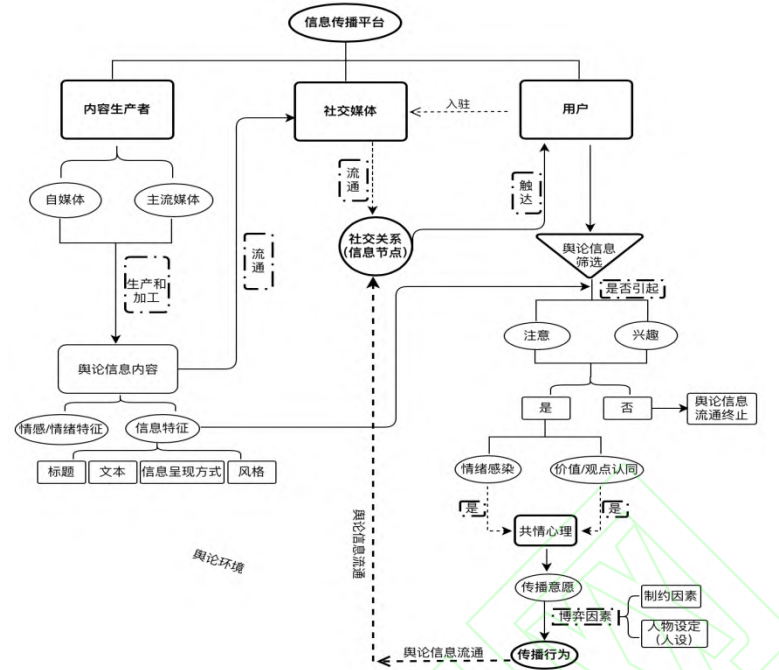 信息传播平台
内容生产者
社交媒体
入驻
用户
自媒体
主流媒体
流
通
触
达
社交关系
(信息节点)
舆论信息
筛选
生产和
加工
流
通
是否引起
注意
兴趣
舆论信息内容
是
否
舆论信息
流通终止
情感/情绪特征
信息特征
标题
文本
信息呈现方式
风格
情绪感染
价值/观点认同
是
是
共情心理
舆论环境
舆论信息流通
传播意愿
博弈因素
制约因素
人物设定
(人设)
舆论信息流通
传播行为